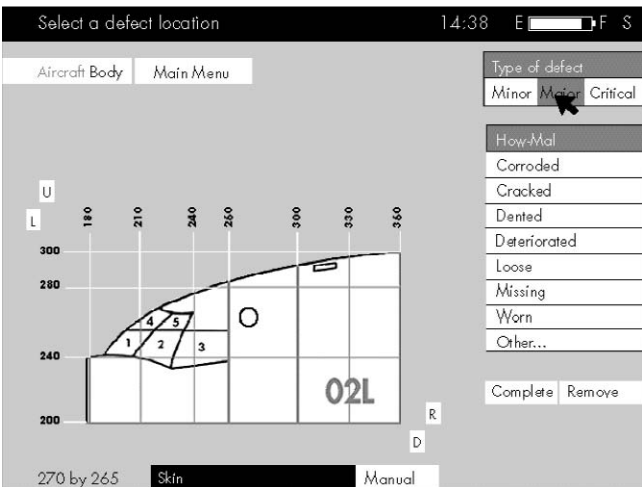 Select a defect location 14:38 E F S
Aircraft Body Main Menu
Type of defect
Minor Major Critical
How-Mal
Corroded
Cracked
Dented
Deteriorated
Loose
Missing
Worn
Other...
Complete Remove
U
L
180 210 240 260 300 330 360
300
280
240
200
4 5
1 2 3
02L
R
D
270 by 265 Skin Manual